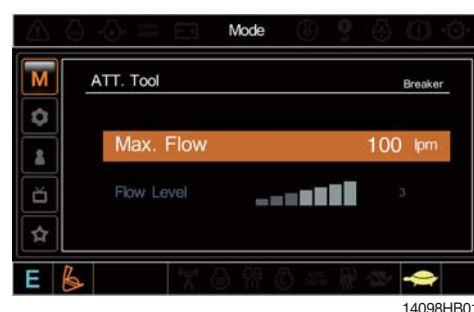 Mode
M
ATT. Tool Breaker
Max. Flow 100 lpm
Flow Level 3
E
14098HB01